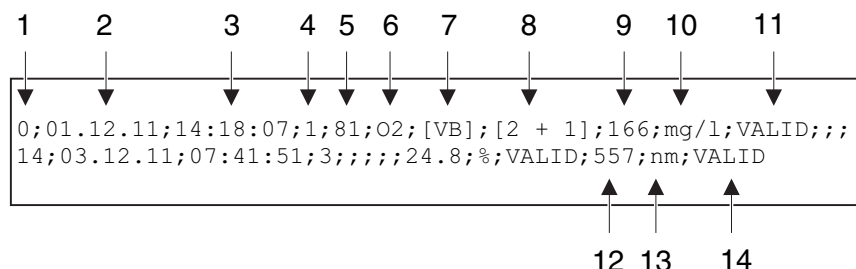 1 2 3 4 5 6 7 8 9 10 11
0;01.12.11;14:18:07;1;81;O2;[VB];[2 + 1];166;mg/l;VALID;;;
14;03.12.11;07:41:51;3;;;;;24.8;%;VALID;557;nm;VALID
12 13 14